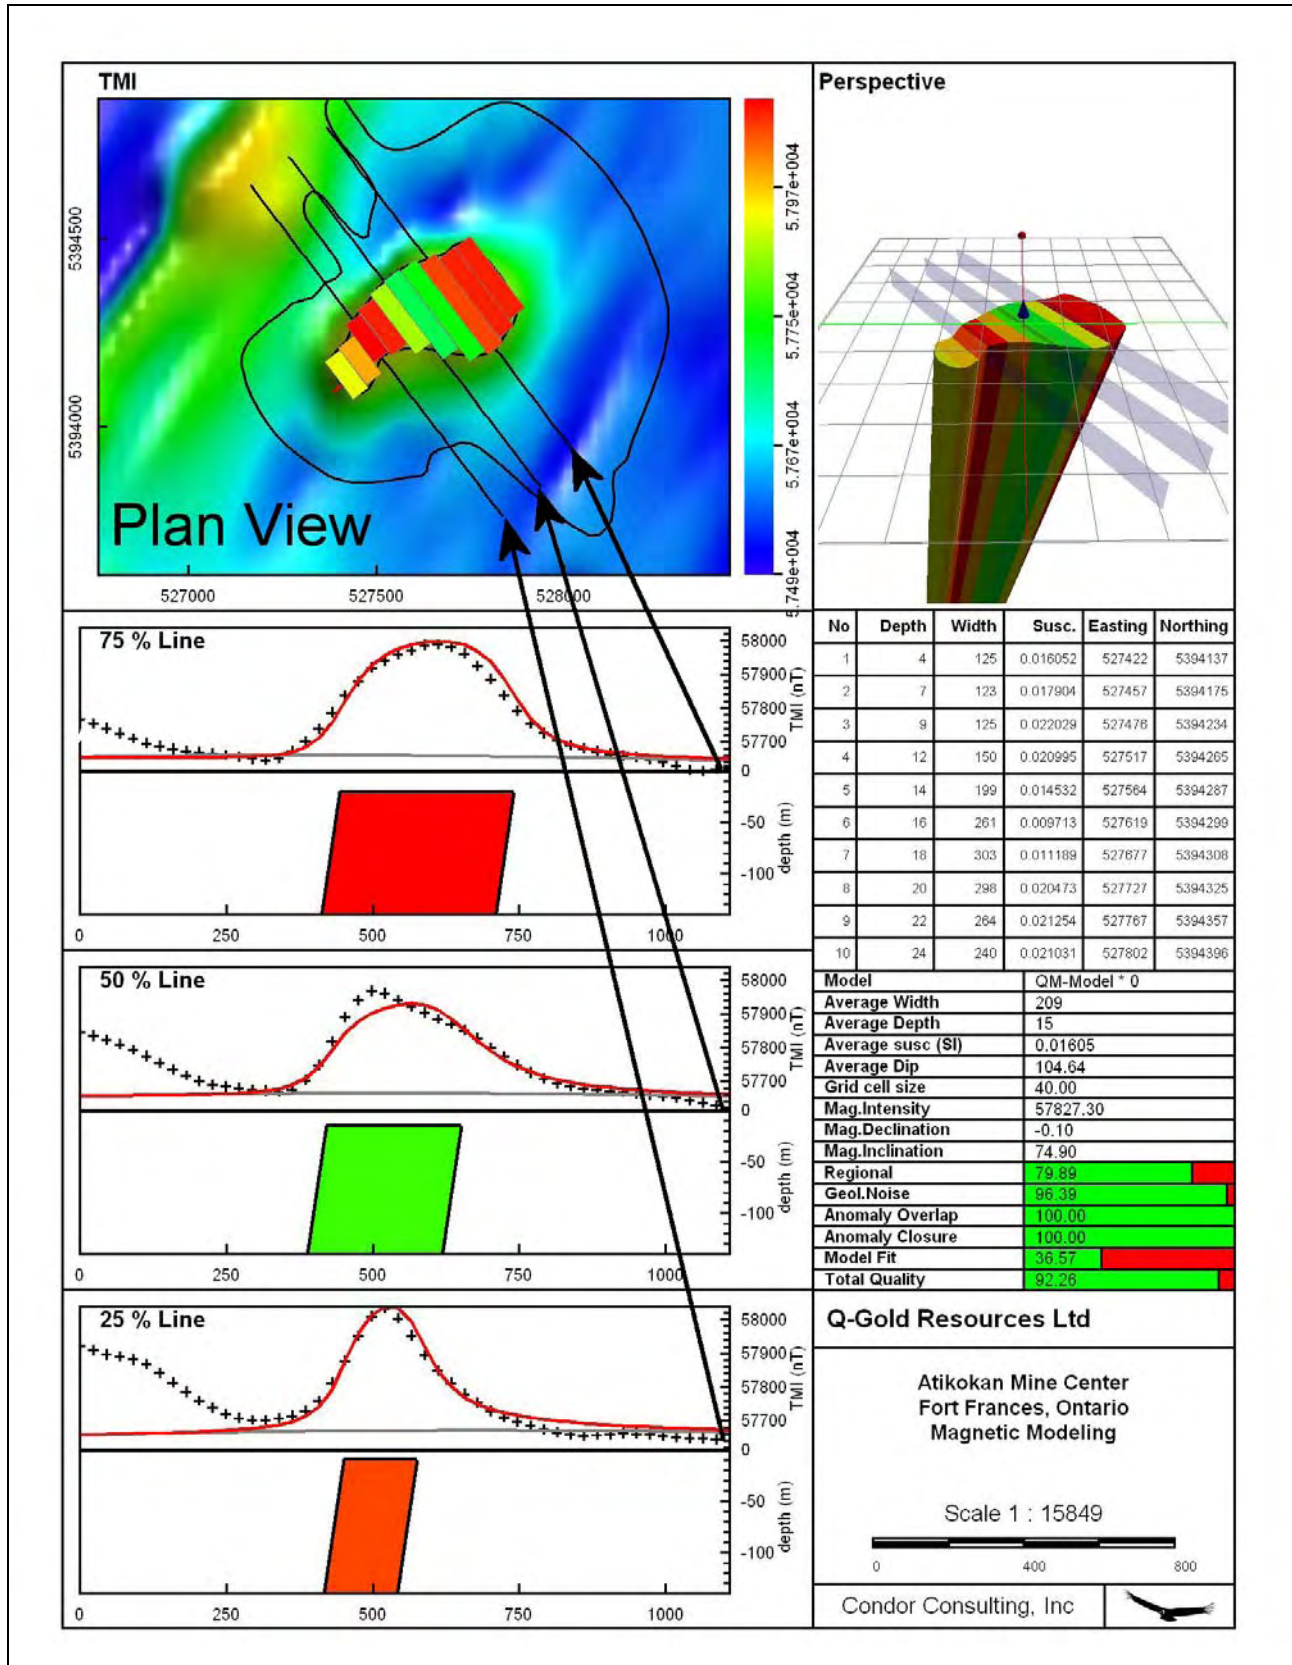 TMI
5394500
5394000
Plan View
527000 527500 528000
5.797e+004
5.775e+004
5.767e+004
5.749e+004
Perspective
75 % Line
58000
57900
57800
57700
0
TMI (nT)
-50
-100
depth (m)
0 250 500 750 1000
50 % Line
58000
57900
57800
57700
0
TMI (nT)
-50
-100
depth (m)
0 250 500 750 1000
25 % Line
58000
57900
57800
57700
0
TMI (nT)
-50
-100
depth (m)
0 250 500 750 1000
No Depth Width Susc. Easting Northing
1 4 125 0.016052 527422 5394137
2 7 123 0.017904 527457 5394175
3 9 125 0.022029 527476 5394234
4 12 150 0.020995 527517 5394265
5 14 199 0.014532 527564 5394287
6 16 261 0.009713 527619 5394299
7 18 303 0.011189 527677 5394308
8 20 298 0.020473 527727 5394325
9 22 264 0.021254 527767 5394357
10 24 240 0.021031 527802 5394396
Model QM-Model * 0
Average Width 209
Average Depth 15
Average susc (SI) 0.01605
Average Dip 104.64
Grid cell size 40.00
Mag.Intensity 57827.30
Mag.Declination -0.10
Mag.Inclination 74.90
Regional 79.89
Geol.Noise 96.39
Anomaly Overlap 100.00
Anomaly Closure 100.00
Model Fit 36.57
Total Quality 92.26
Q-Gold Resources Ltd
Atikokan Mine Center
Fort Frances, Ontario
Magnetic Modeling
Scale 1 : 15849
0 400 800
Condor Consulting, Inc